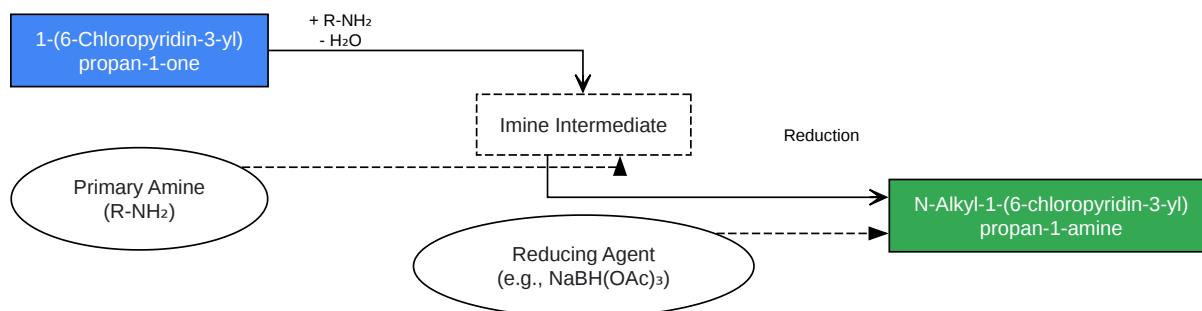 1-(6-Chloropyridin-3-yl)
propan-1-one
+ R-NH₂
- H₂O
Imine Intermediate
Reduction
Primary Amine
(R-NH₂)
N-Alkyl-1-(6-chloropyridin-3-yl)
propan-1-amine
Reducing Agent
(e.g., NaBH(OAc)₃)